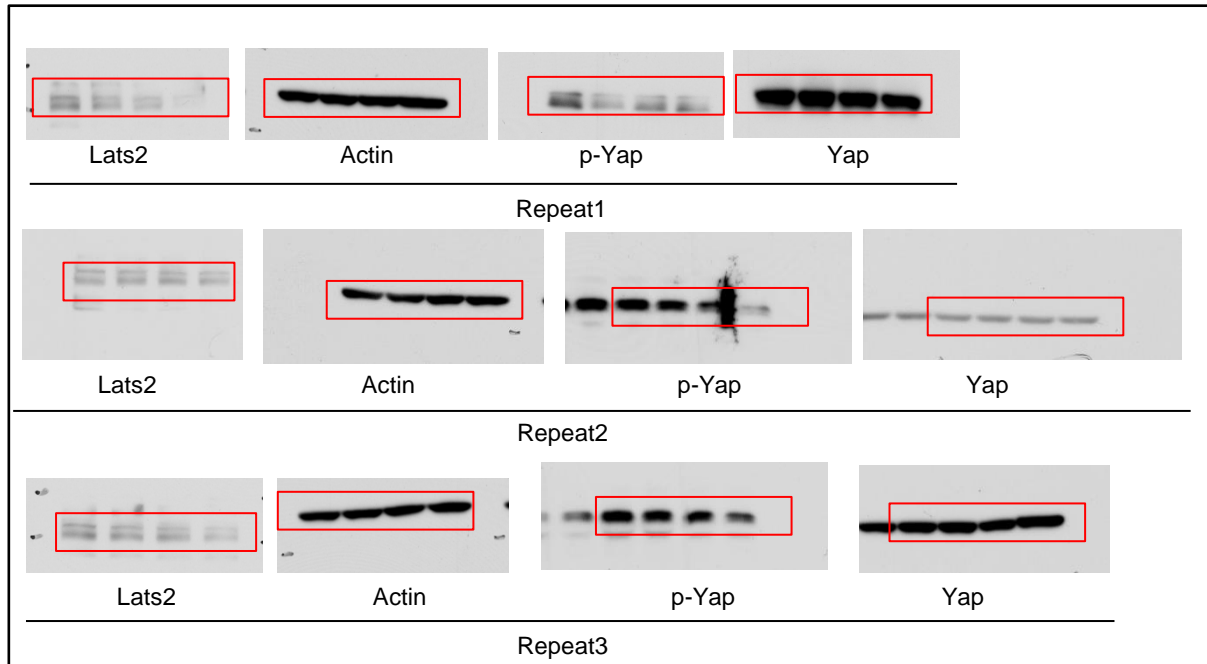 Lats2 Actin p-Yap Yap
Repeat1
Lats2 Actin p-Yap Yap
Repeat2
Lats2 Actin p-Yap Yap
Repeat3